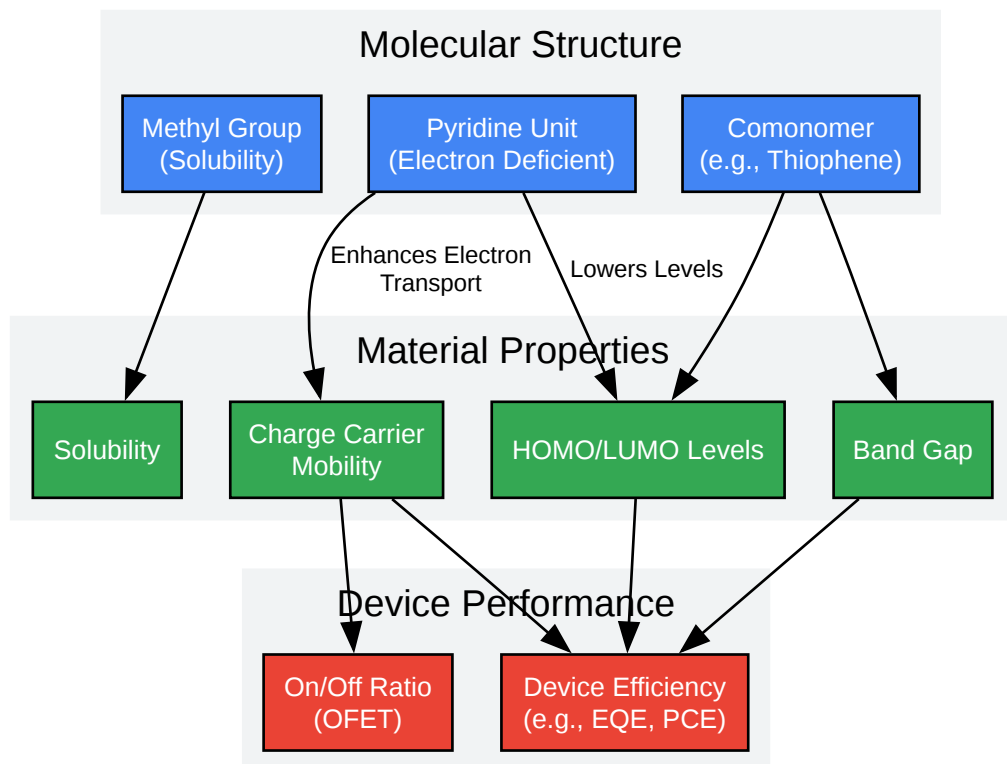 Molecular Structure
Methyl Group
(Solubility)
Pyridine Unit
(Electron Deficient)
Comonomer
(e.g., Thiophene)
Enhances Electron
Transport
Lowers Levels
Material Properties
Solubility
Charge Carrier
Mobility
HOMO/LUMO Levels
Band Gap
Device Performance
On/Off Ratio
(OFET)
Device Efficiency
(e.g., EQE, PCE)